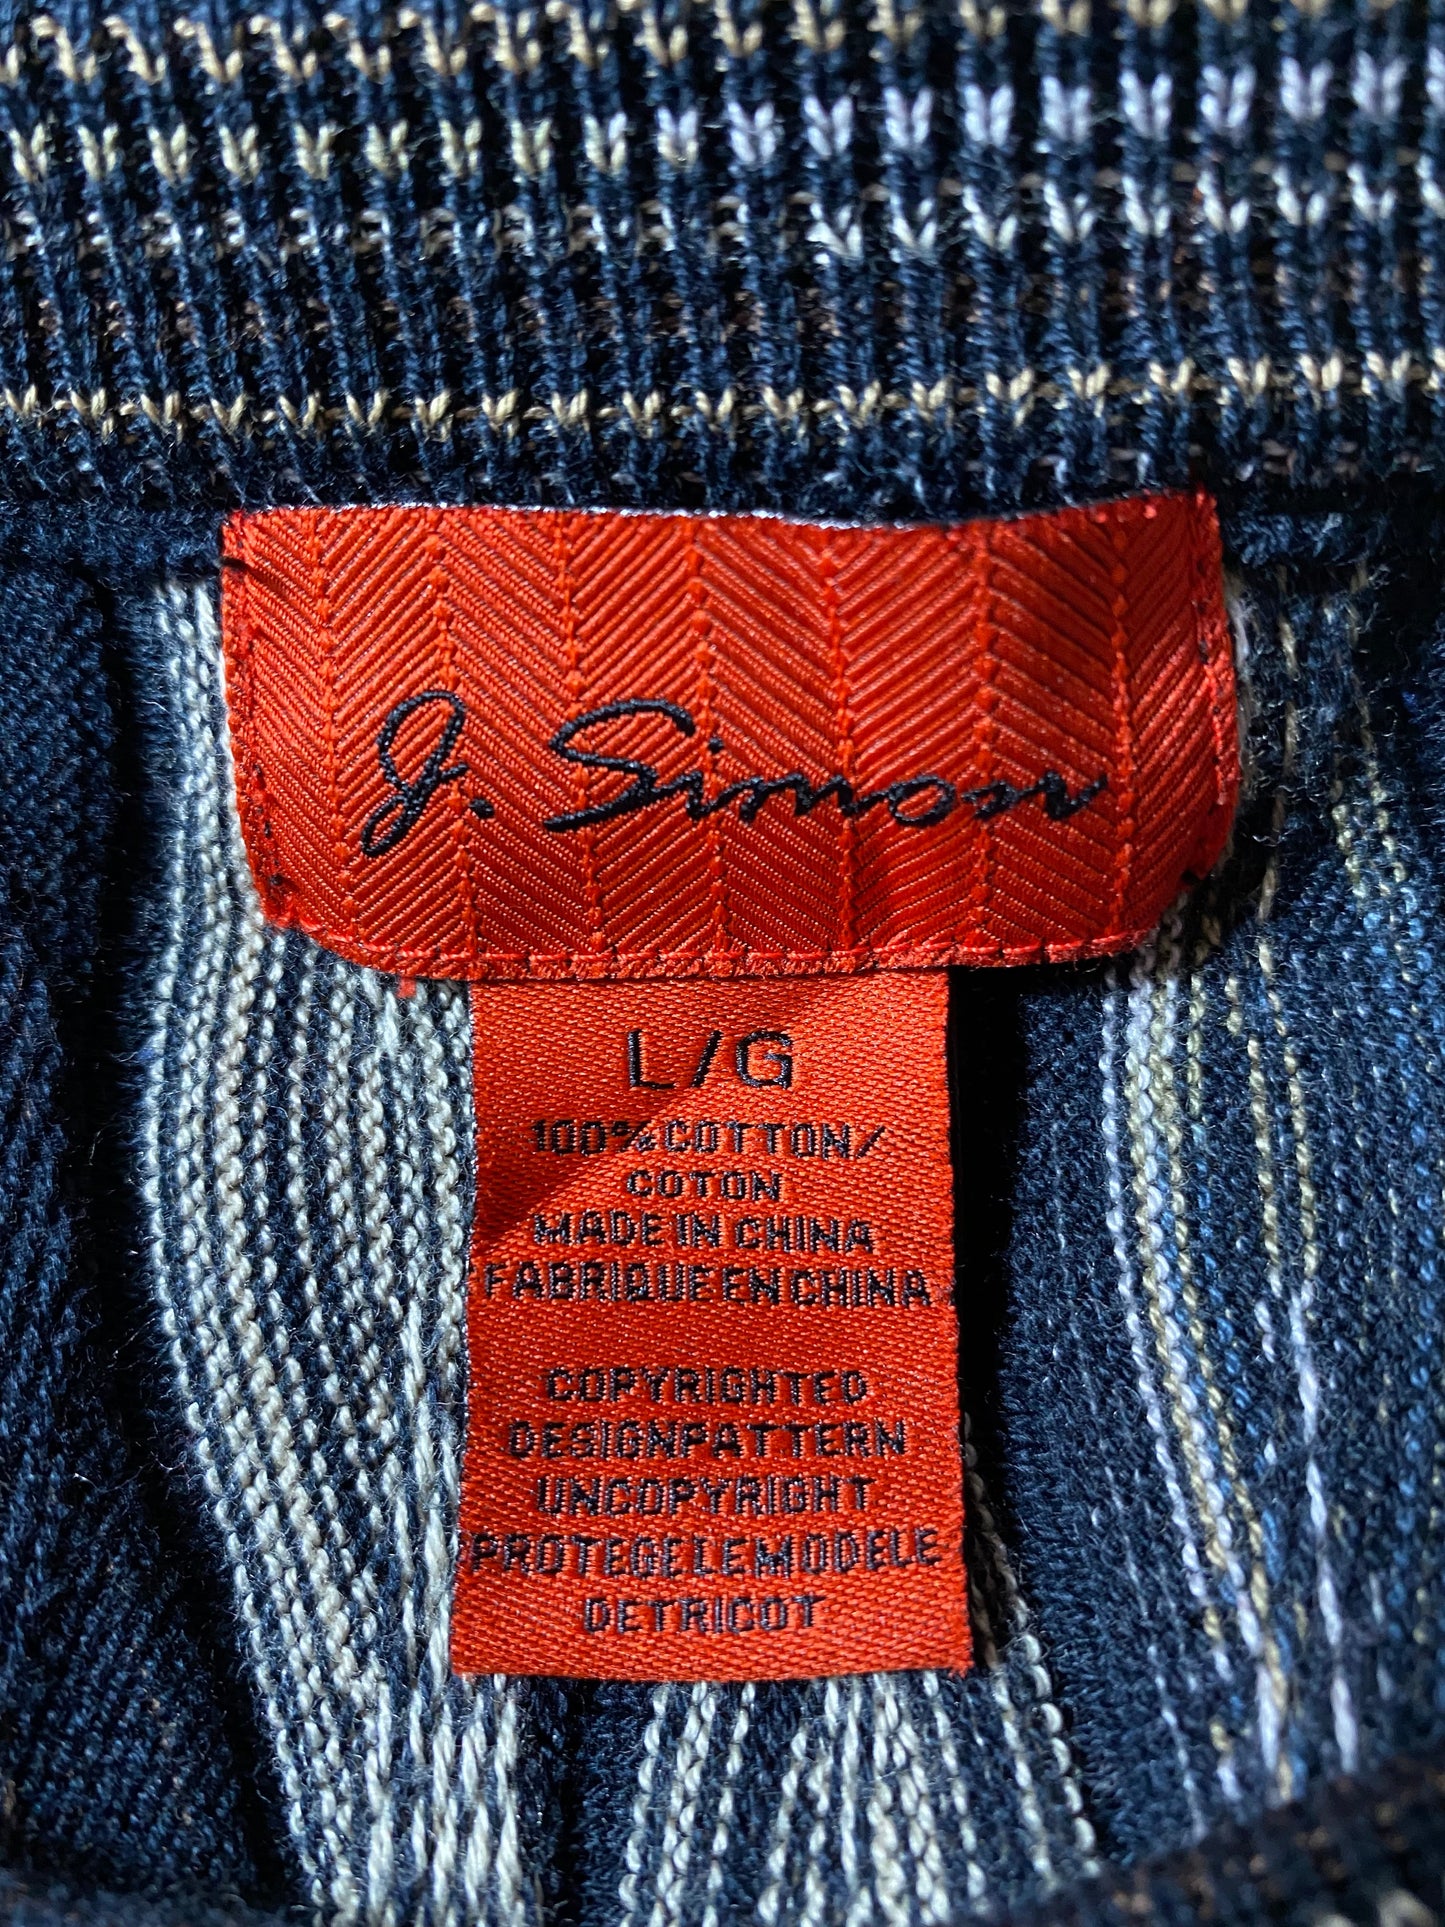 J. Simon
L/G
100% COTTON/
COTON
MADE IN CHINA
FABRIQUE EN CHINA
COPYRIGHTED
DESIGNPATTERN
UNCOPYRIGHT
PROTEGELEMODELE
DETRICOT